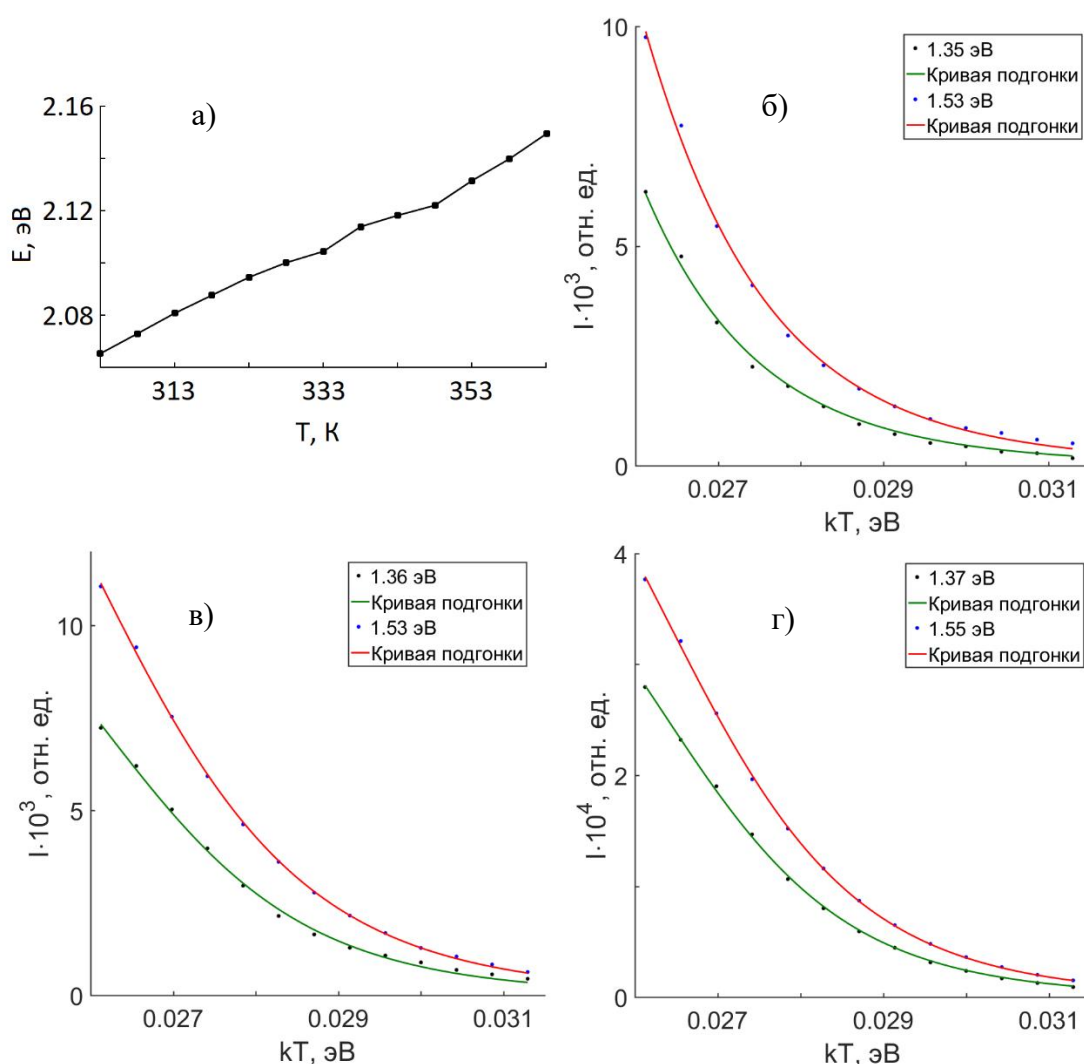 а)
E, эВ
2.16
2.12
2.08
313
333
353
T, К
б)
I·10³, отн. ед.
10
5
0
0.027
0.029
0.031
kT, эВ
1.35 эВ
Кривая подгонки
1.53 эВ
Кривая подгонки
в)
I·10³, отн. ед.
10
5
0
0.027
0.029
0.031
kT, эВ
1.36 эВ
Кривая подгонки
1.53 эВ
Кривая подгонки
г)
I·10⁴, отн. ед.
4
2
0
0.027
0.029
0.031
kT, эВ
1.37 эВ
Кривая подгонки
1.55 эВ
Кривая подгонки